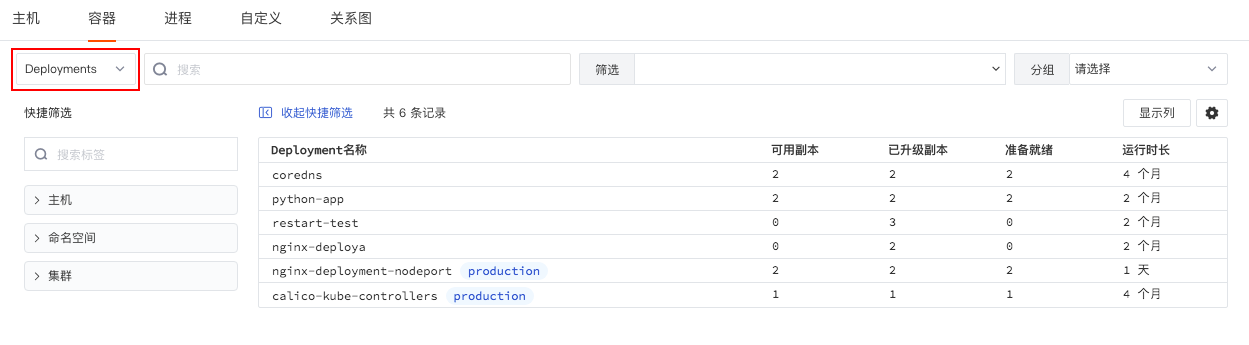 主机 容器 进程 自定义 关系图
Deployments 搜索 筛选 分组 请选择
快捷筛选 收起快捷筛选 共 6 条记录 显示列
搜索标签
主机
命名空间
集群
Deployment名称 可用副本 已升级副本 准备就绪 运行时长
coredns 2 2 2 4 个月
python-app 2 2 2 2 个月
restart-test 0 3 0 2 个月
nginx-deploya 0 2 0 2 个月
nginx-deployment-nodeport production 2 2 2 1 天
calico-kube-controllers production 1 1 1 4 个月